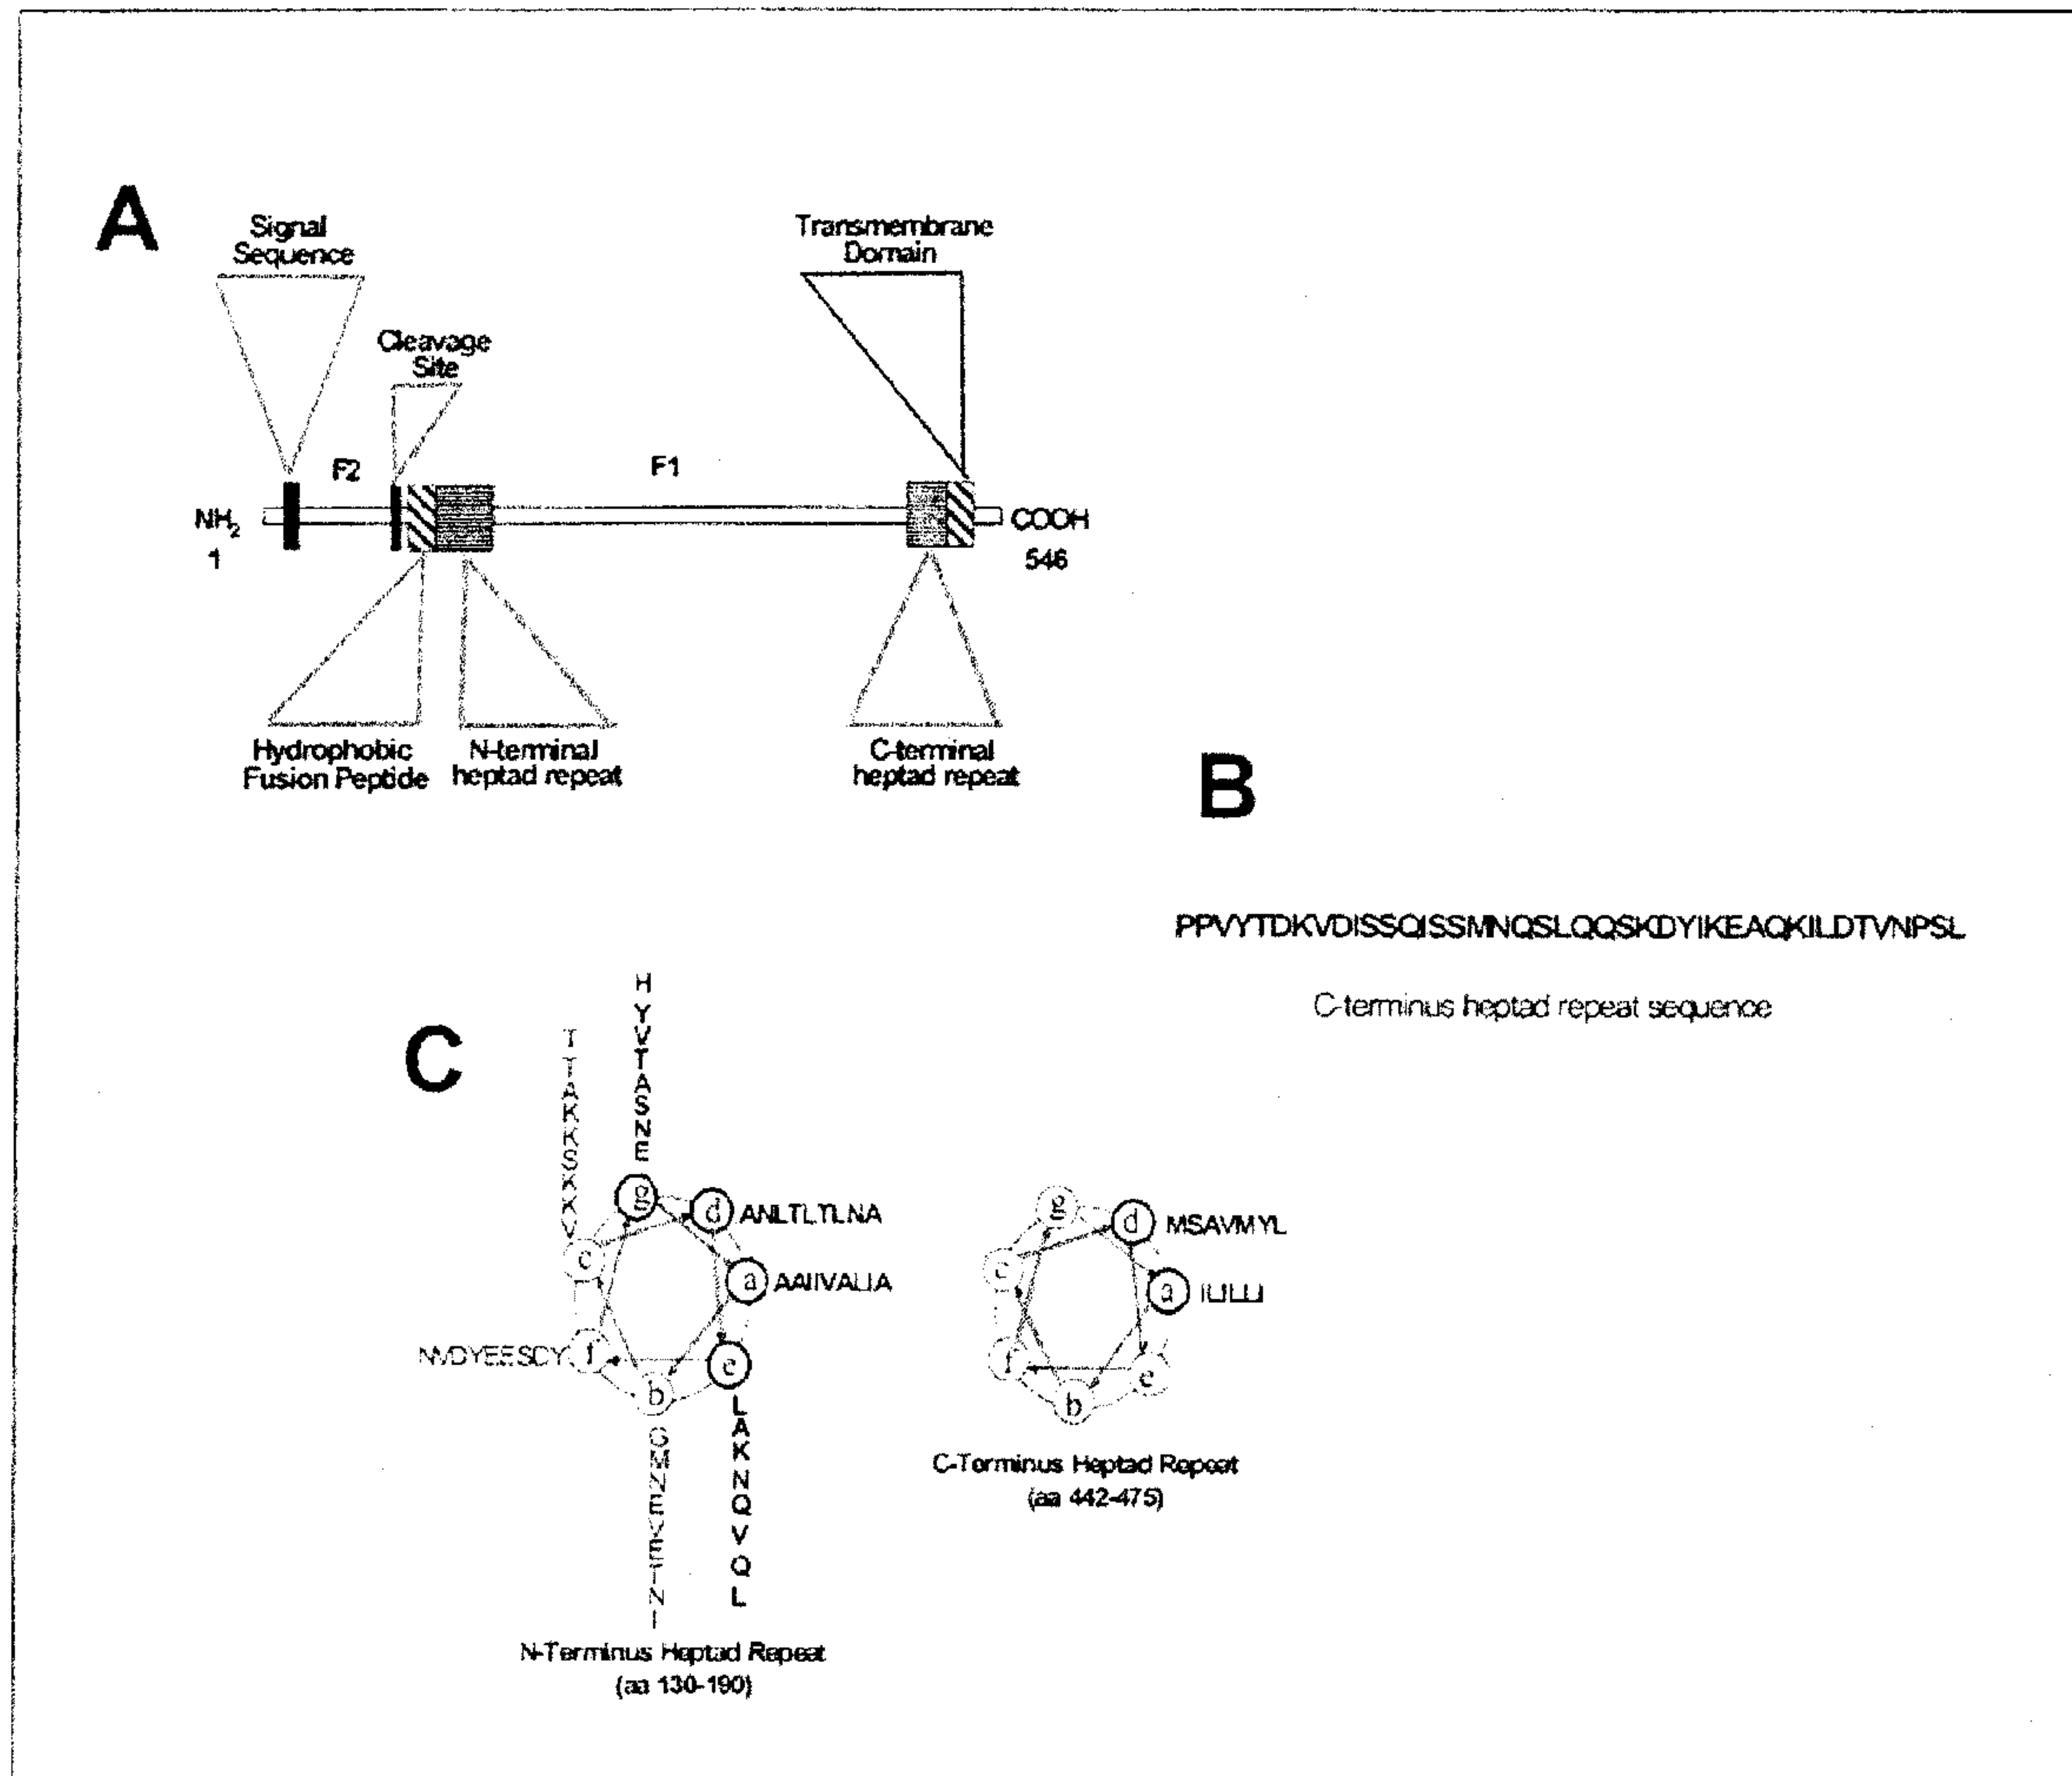 A
Signal
Sequence
Transmembrane
Domain
Cleavage
Site
F2
F1
NH2
1
COOH
546
Hydrophobic
Fusion Peptide
N-terminal
heptad repeat
C-terminal
heptad repeat
B
PPVYTDKVDISSQISSMNQSLQQSKDYIKEAQKILDTVNPSL
C-terminus heptad repeat sequence
C
HYVTASNE
g
d
ANLTLTLNA
c
a
AAIIVALIA
f
e
b
LAKNQVQL
N-Terminus Heptad Repeat
(aa 130-190)
g
d
MSAVMYL
c
a
f
e
b
C-Terminus Heptad Repeat
(aa 442-475)